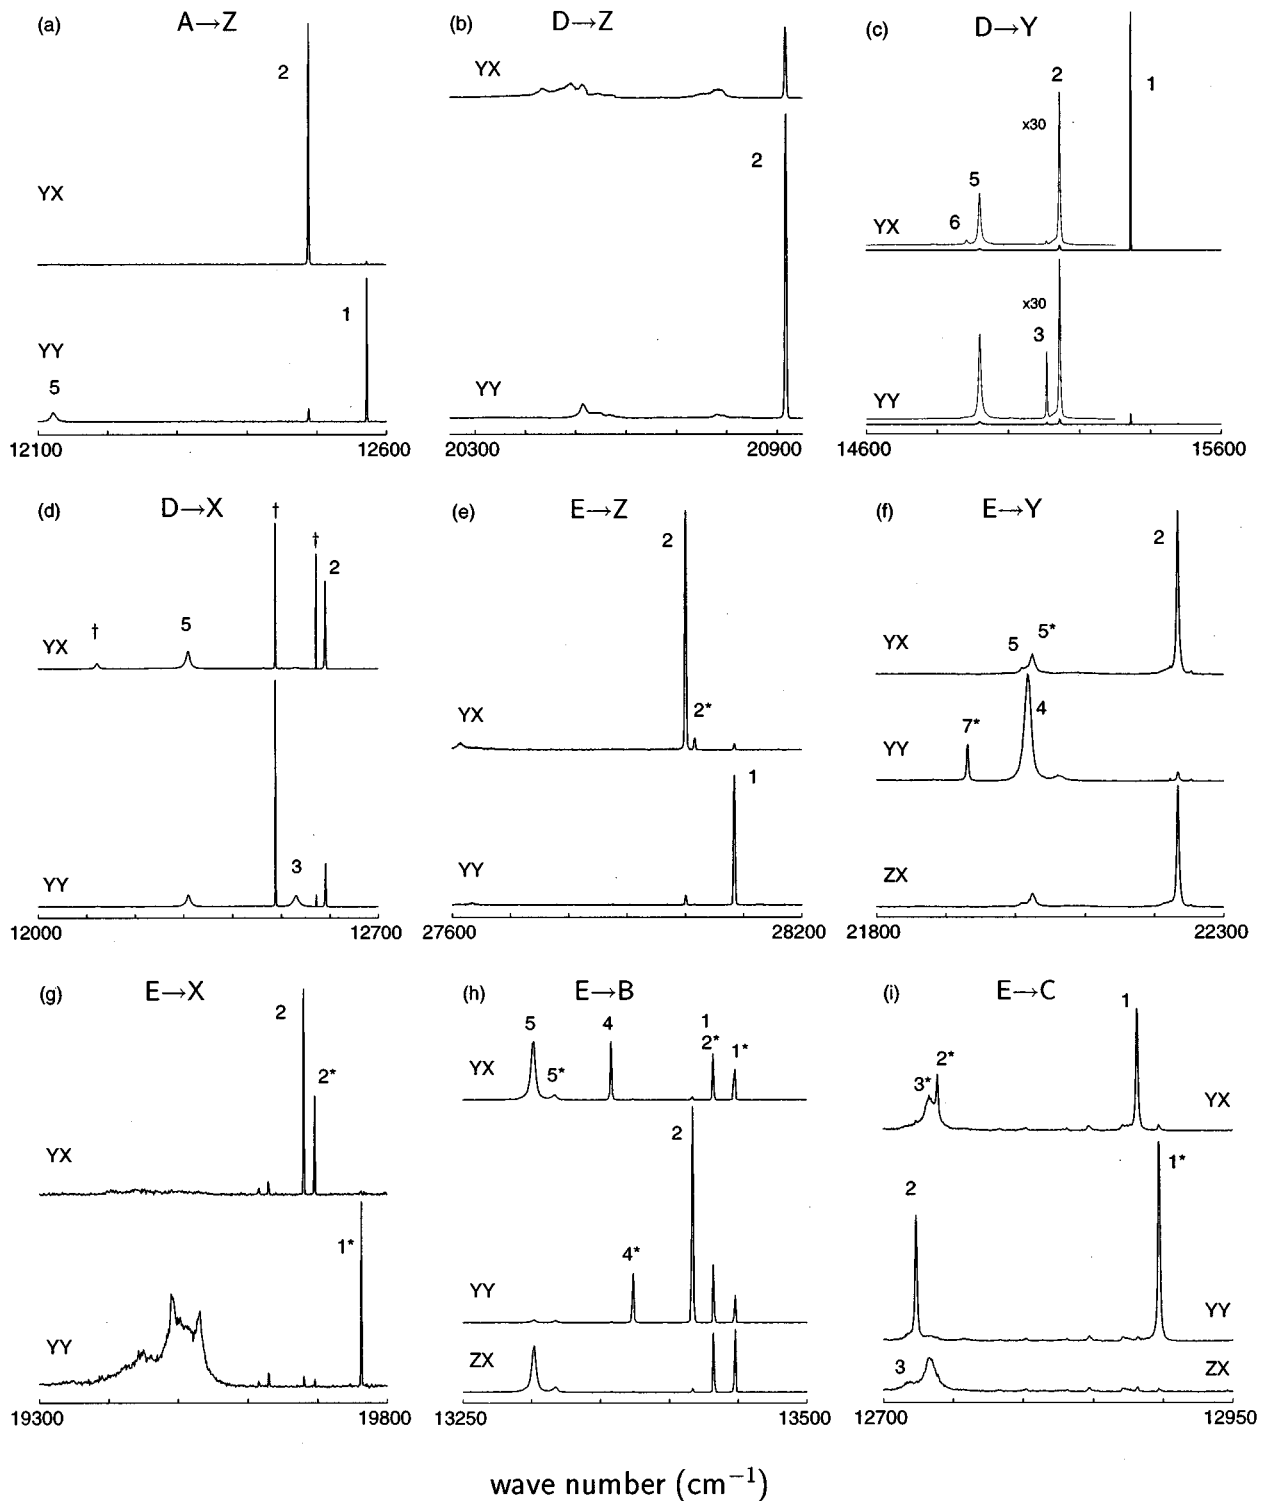 (a) A→Z
2
YX
1
YY
5
12100 12600
(b) D→Z
YX
2
YY
20300 20900
(c) D→Y
2
1
x30
5
6
YX
x30
3
YY
14600 15600
(d) D→X
†
†
2
†
5
YX
3
YY
12000 12700
(e) E→Z
2
YX
2*
1
YY
27600 28200
(f) E→Y
2
5*
5
YX
7*
4
YY
ZX
21800 22300
(g) E→X
2
2*
YX
1*
YY
19300 19800
(h) E→B
5 4 1
2* 1*
YX
5*
2
4*
YY
ZX
13250 13500
(i) E→C
1
2*
3*
YX
1*
2
YY
3 ZX
12700 12950
wave number (cm⁻¹)